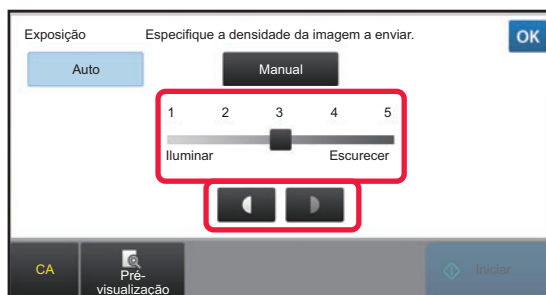 Exposição Especifique a densidade da imagem a enviar. OK
Auto Manual
1 2 3 4 5
Iluminar Escurecer
CA Pré-
visualização Iniciar